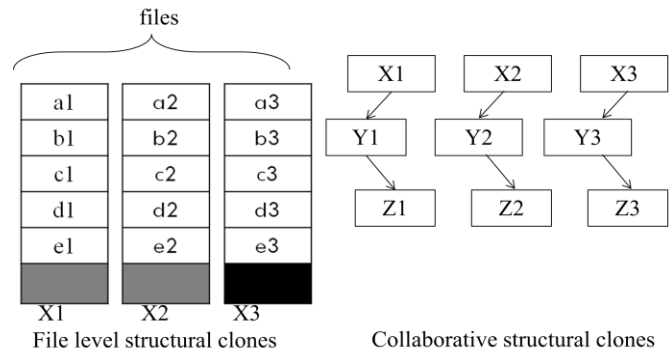 files
a1 a2 a3
b1 b2 b3
c1 c2 c3
d1 d2 d3
e1 e2 e3
X1 X2 X3
File level structural clones
X1 X2 X3
Y1 Y2 Y3
Z1 Z2 Z3
Collaborative structural clones